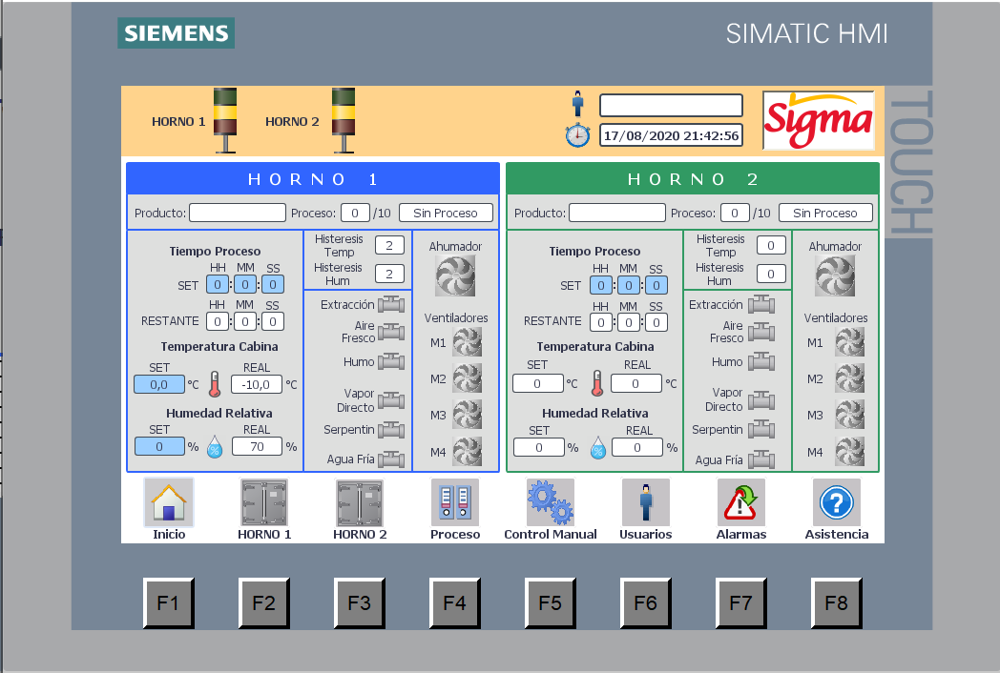 SIEMENS
SIMATIC HMI
TOUCH
HORNO 1
HORNO 2
17/08/2020 21:42:56
Sigma
HORNO 1
Producto:
Proceso: 0 /10 Sin Proceso
Tiempo Proceso
HH MM SS
SET 0 : 0 : 0
HH MM SS
RESTANTE 0 : 0 : 0
Temperatura Cabina
SET REAL
0,0 °C -10,0 °C
Humedad Relativa
SET REAL
0 % % 70 %
Histeresis
Temp 2
Histeresis
Hum 2
Extracción
Aire
Fresco
Humo
Vapor
Directo
Serpentin
Agua Fría
Ahumador
Ventiladores
M1
M2
M3
M4
HORNO 2
Producto:
Proceso: 0 /10 Sin Proceso
Tiempo Proceso
HH MM SS
SET 0 : 0 : 0
HH MM SS
RESTANTE 0 : 0 : 0
Temperatura Cabina
SET REAL
0 °C 0 °C
Humedad Relativa
SET REAL
0 % % 0 %
Histeresis
Temp 0
Histeresis
Hum 0
Extracción
Aire
Fresco
Humo
Vapor
Directo
Serpentin
Agua Fría
Ahumador
Ventiladores
M1
M2
M3
M4
Inicio
HORNO 1
HORNO 2
Proceso
Control Manual
Usuarios
Alarmas
?
Asistencia
F1 F2 F3 F4 F5 F6 F7 F8